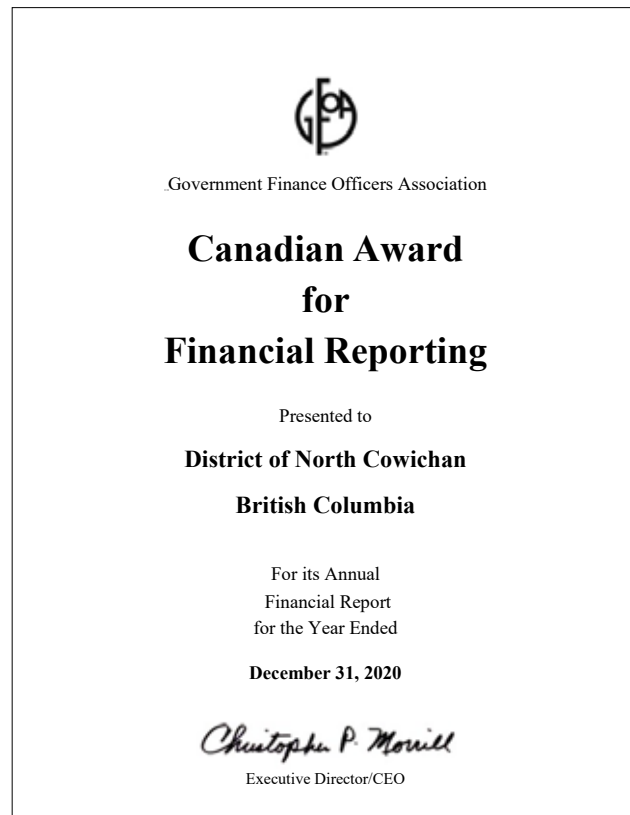 GFOA
Government Finance Officers Association
Canadian Award
for
Financial Reporting
Presented to
District of North Cowichan
British Columbia
For its Annual
Financial Report
for the Year Ended
December 31, 2020
Christopher P. Morrill
Executive Director/CEO